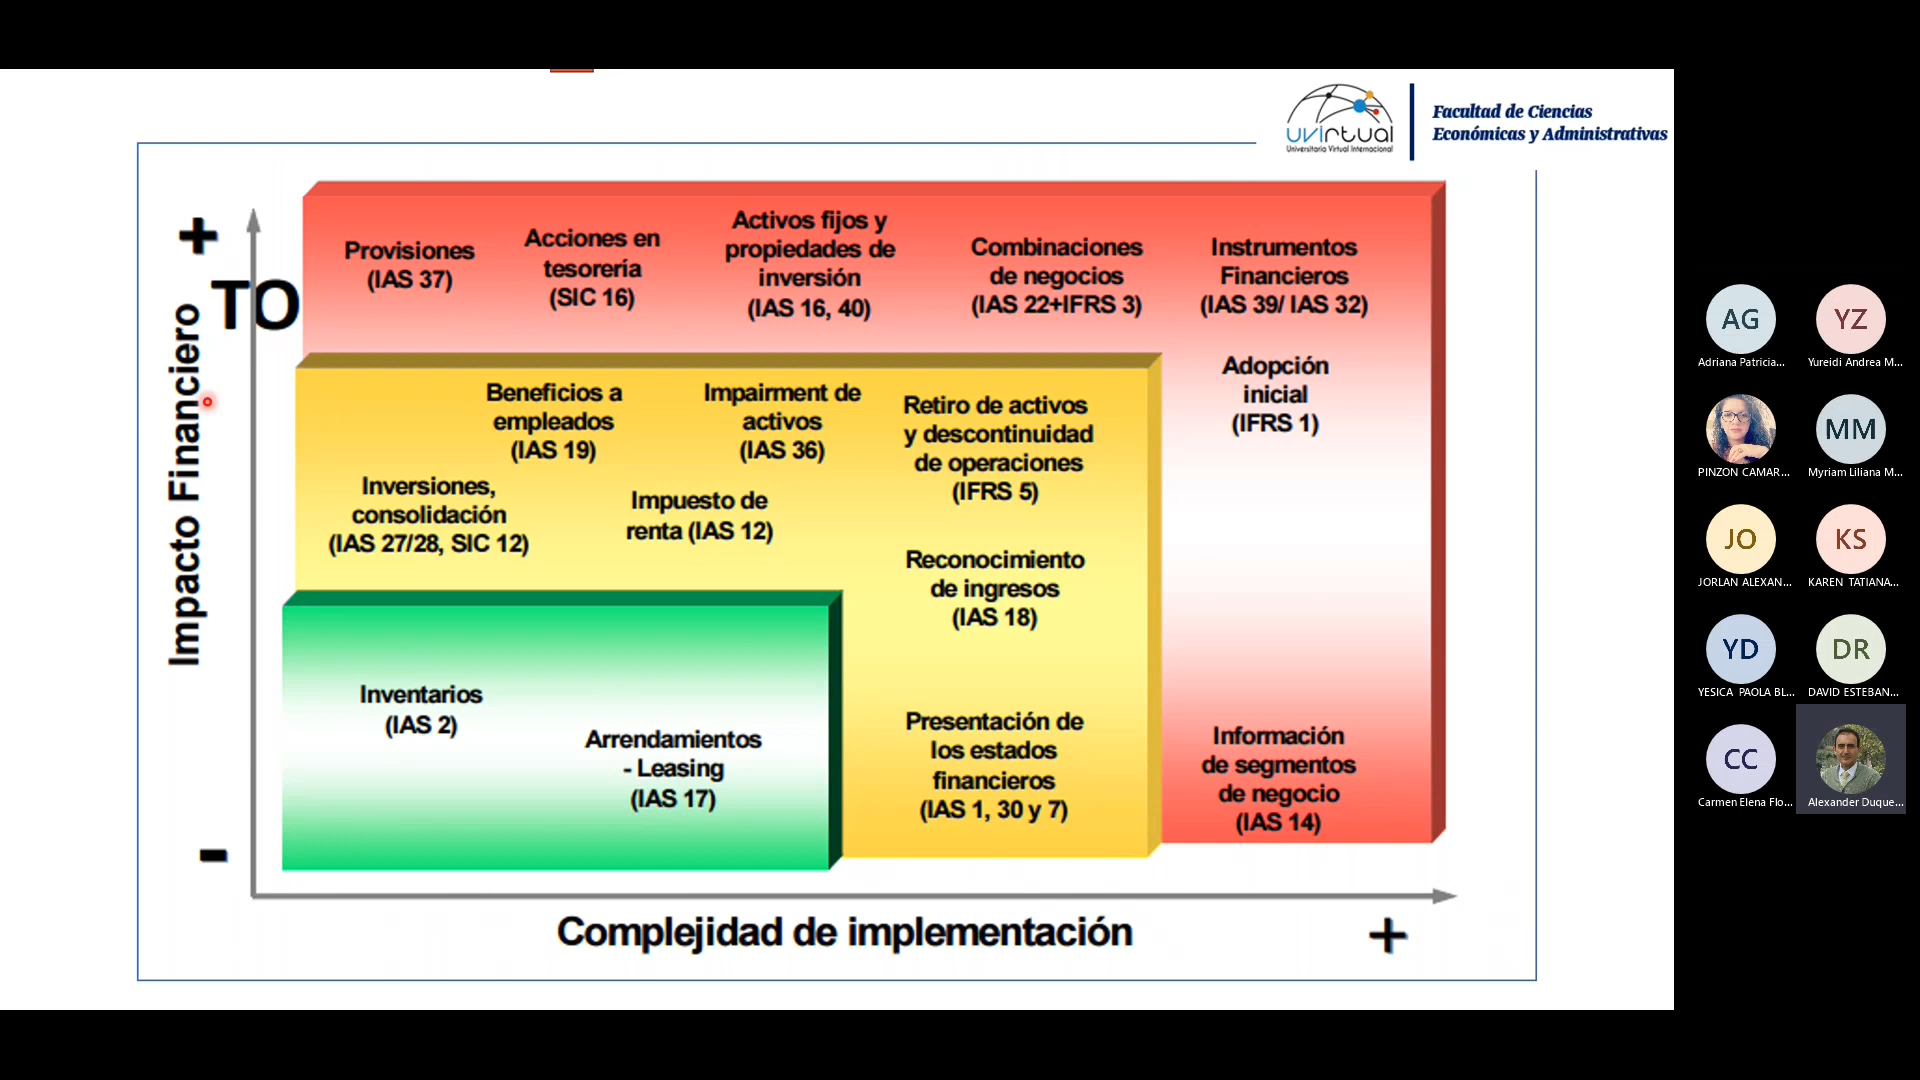 uvirtual
Universitaria Virtual Internacional
Facultad de Ciencias
Económicas y Administrativas
+
TO
Impacto Financiero
-
Provisiones
(IAS 37)
Acciones en
tesorería
(SIC 16)
Activos fijos y
propiedades de
inversión
(IAS 16, 40)
Combinaciones
de negocios
(IAS 22+IFRS 3)
Instrumentos
Financieros
(IAS 39/ IAS 32)
Adopción
inicial
(IFRS 1)
Beneficios a
empleados
(IAS 19)
Impairment de
activos
(IAS 36)
Retiro de activos
y descontinuidad
de operaciones
(IFRS 5)
Inversiones,
consolidación
(IAS 27/28, SIC 12)
Impuesto de
renta (IAS 12)
Reconocimiento
de ingresos
(IAS 18)
Inventarios
(IAS 2)
Arrendamientos
- Leasing
(IAS 17)
Presentación de
los estados
financieros
(IAS 1, 30 y 7)
Información
de segmentos
de negocio
(IAS 14)
Complejidad de implementación
+
AG
Adriana Patricia...
YZ
Yureidi Andrea M...
PINZON CAMAR...
MM
Myriam Liliana M...
JO
JORLAN ALEXAN...
KS
KAREN TATIANA...
YD
YESICA PAOLA BL...
DR
DAVID ESTEBAN...
CC
Carmen Elena Flo...
Alexander Duque...